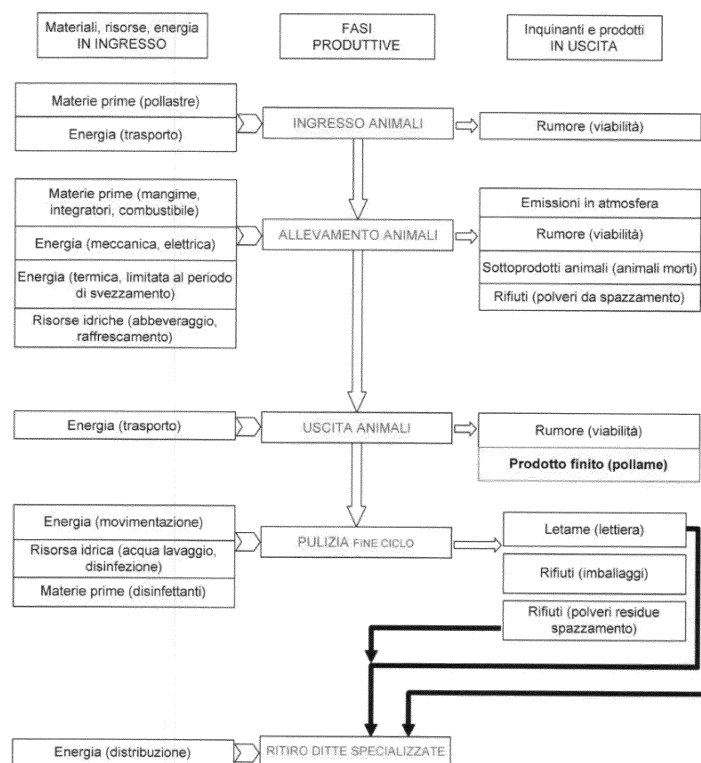 Materiali, risorse, energia
IN INGRESSO
FASI
PRODUTTIVE
Inquinanti e prodotti
IN USCITA
Materie prime (pollastre)
Energia (trasporto)
INGRESSO ANIMALI
Rumore (viabilità)
Materie prime (mangime,
integratori, combustibile)
Energia (meccanica, elettrica)
Energia (termica, limitata al periodo
di svezzamento)
Risorse idriche (abbeveraggio,
raffrescamento)
ALLEVAMENTO ANIMALI
Emissioni in atmosfera
Rumore (viabilità)
Sottoprodotti animali (animali morti)
Rifiuti (polveri da spazzamento)
Energia (trasporto)
USCITA ANIMALI
Rumore (viabilità)
Prodotto finito (pollame)
Energia (movimentazione)
Risorsa idrica (acqua lavaggio,
disinfezione)
Materie prime (disinfettanti)
PULIZIA FINE CICLO
Letame (lettiera)
Rifiuti (imballaggi)
Rifiuti (polveri residue
spazzamento)
Energia (distribuzione)
RITIRO DITTE SPECIALIZZATE